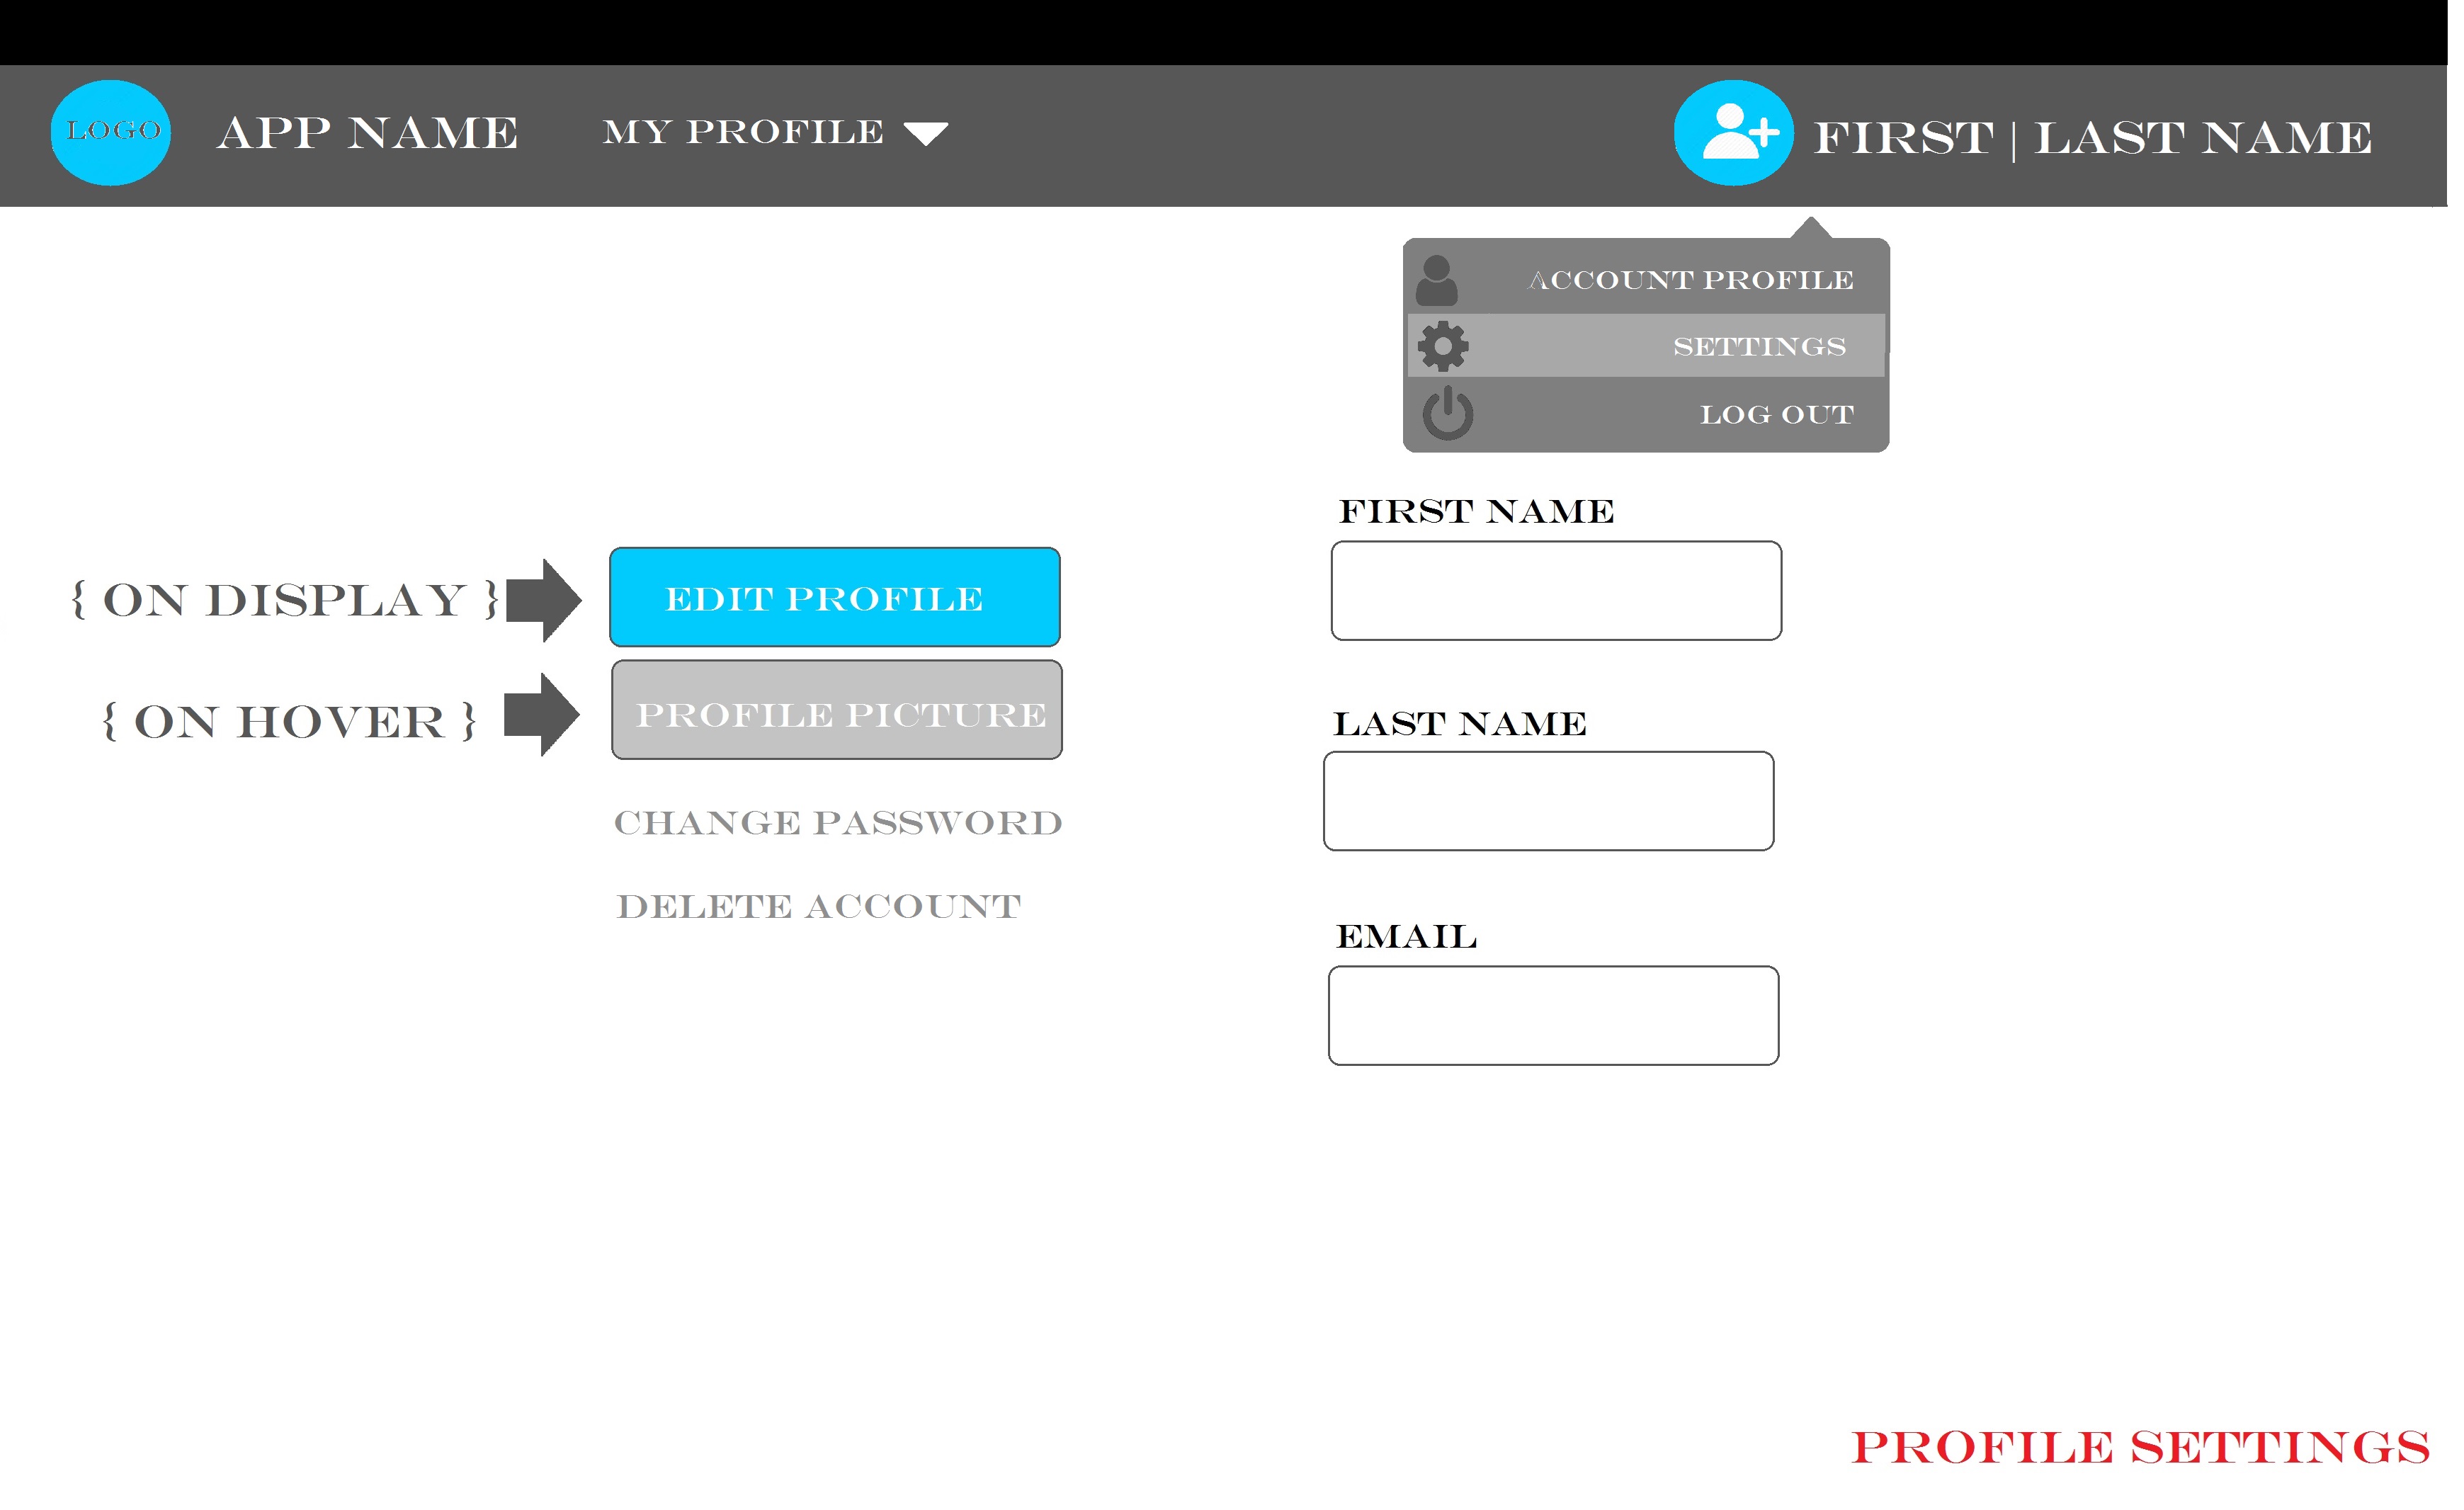 LOGO
APP NAME
MY PROFILE
FIRST | LAST NAME
ACCOUNT PROFILE
SETTINGS
LOG OUT
{ ON DISPLAY }
EDIT PROFILE
{ ON HOVER }
PROFILE PICTURE
CHANGE PASSWORD
DELETE ACCOUNT
FIRST NAME
LAST NAME
EMAIL
PROFILE SETTINGS